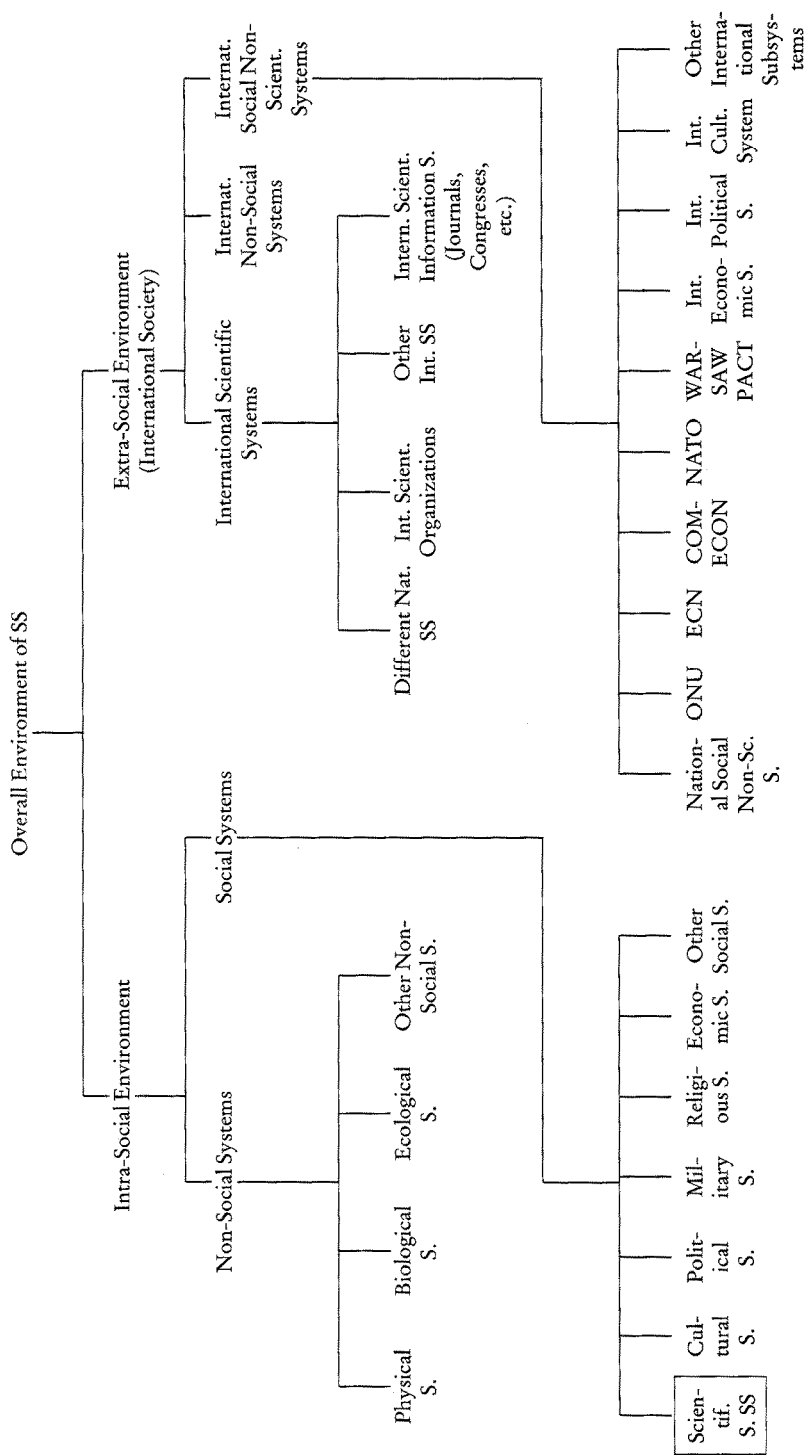 Overall Environment of SS
Intra-Social Environment
Extra-Social Environment
(International Society)
Non-Social Systems
Social Systems
International Scientific
Systems
Internat.
Non-Social
Systems
Internat.
Social Non-
Scient.
Systems
Physical
S.
Biological
S.
Ecological
S.
Other Non-
Social S.
Different Nat.
SS
Int. Scient.
Organizations
Other
Int. SS
Intern. Scient.
Information S.
(Journals,
Congresses,
etc.)
Scien-
tif.
S. SS
Cul-
tural
S.
Polit-
ical
S.
Mil-
itary
S.
Religi-
ous S.
Econo-
mic S.
Other
Social S.
Nation-
al Social
Non-Sc.
S.
ONU
ECN
COM-
ECON
NATO
WAR-
SAW
PACT
Int.
Econo-
mic S.
Int.
Political
S.
Int.
Cult.
System
Other
Interna-
tional
Subsys-
tems